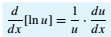 d/dx [ln u] = 1/u · du/dx